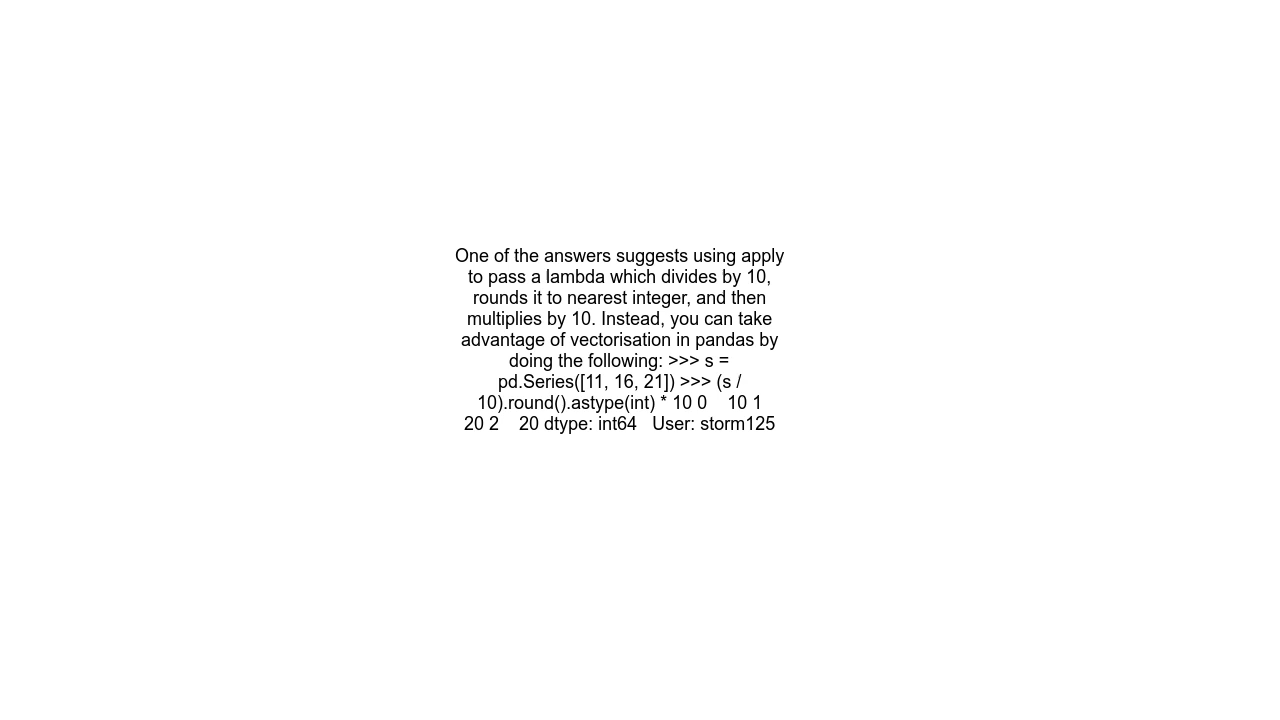 One of the answers suggests using apply
to pass a lambda which divides by 10,
rounds it to nearest integer, and then
multiplies by 10. Instead, you can take
advantage of vectorisation in pandas by
doing the following: >>> s =
pd.Series([11, 16, 21]) >>> (s /
10).round().astype(int) * 10 0    10 1
20 2    20 dtype: int64   User: storm125